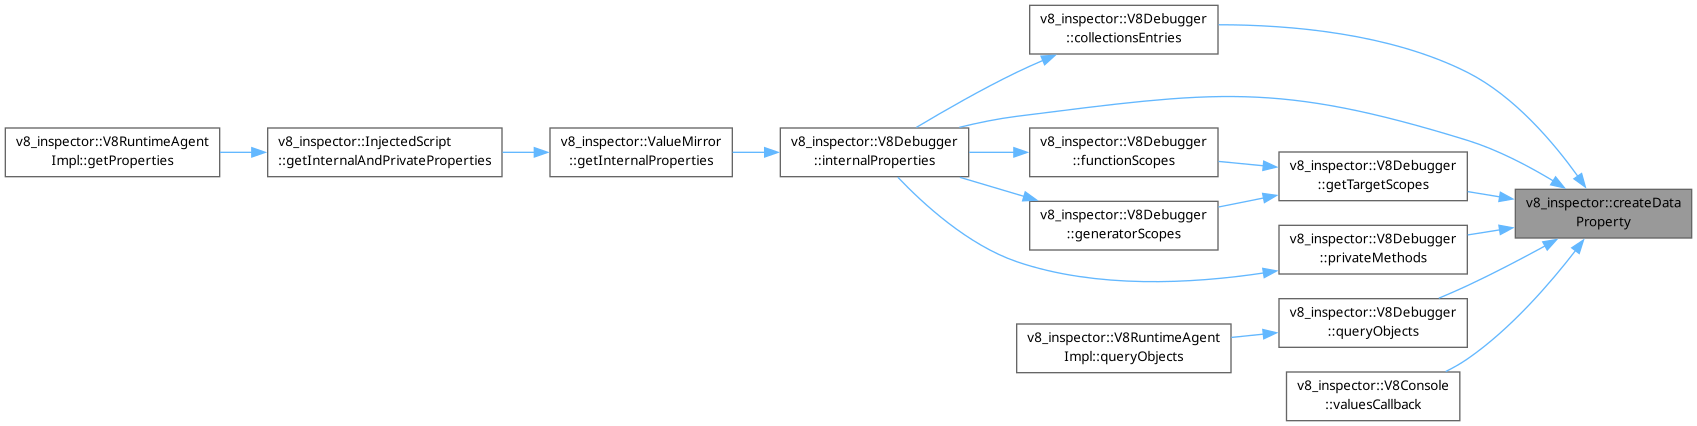 v8_inspector::V8RuntimeAgent
Impl::getProperties
v8_inspector::InjectedScript
::getInternalAndPrivateProperties
v8_inspector::ValueMirror
::getInternalProperties
v8_inspector::V8Debugger
::internalProperties
v8_inspector::V8Debugger
::collectionsEntries
v8_inspector::V8Debugger
::functionScopes
v8_inspector::V8Debugger
::generatorScopes
v8_inspector::V8RuntimeAgent
Impl::queryObjects
v8_inspector::V8Debugger
::getTargetScopes
v8_inspector::V8Debugger
::privateMethods
v8_inspector::V8Debugger
::queryObjects
v8_inspector::V8Console
::valuesCallback
v8_inspector::createData
Property